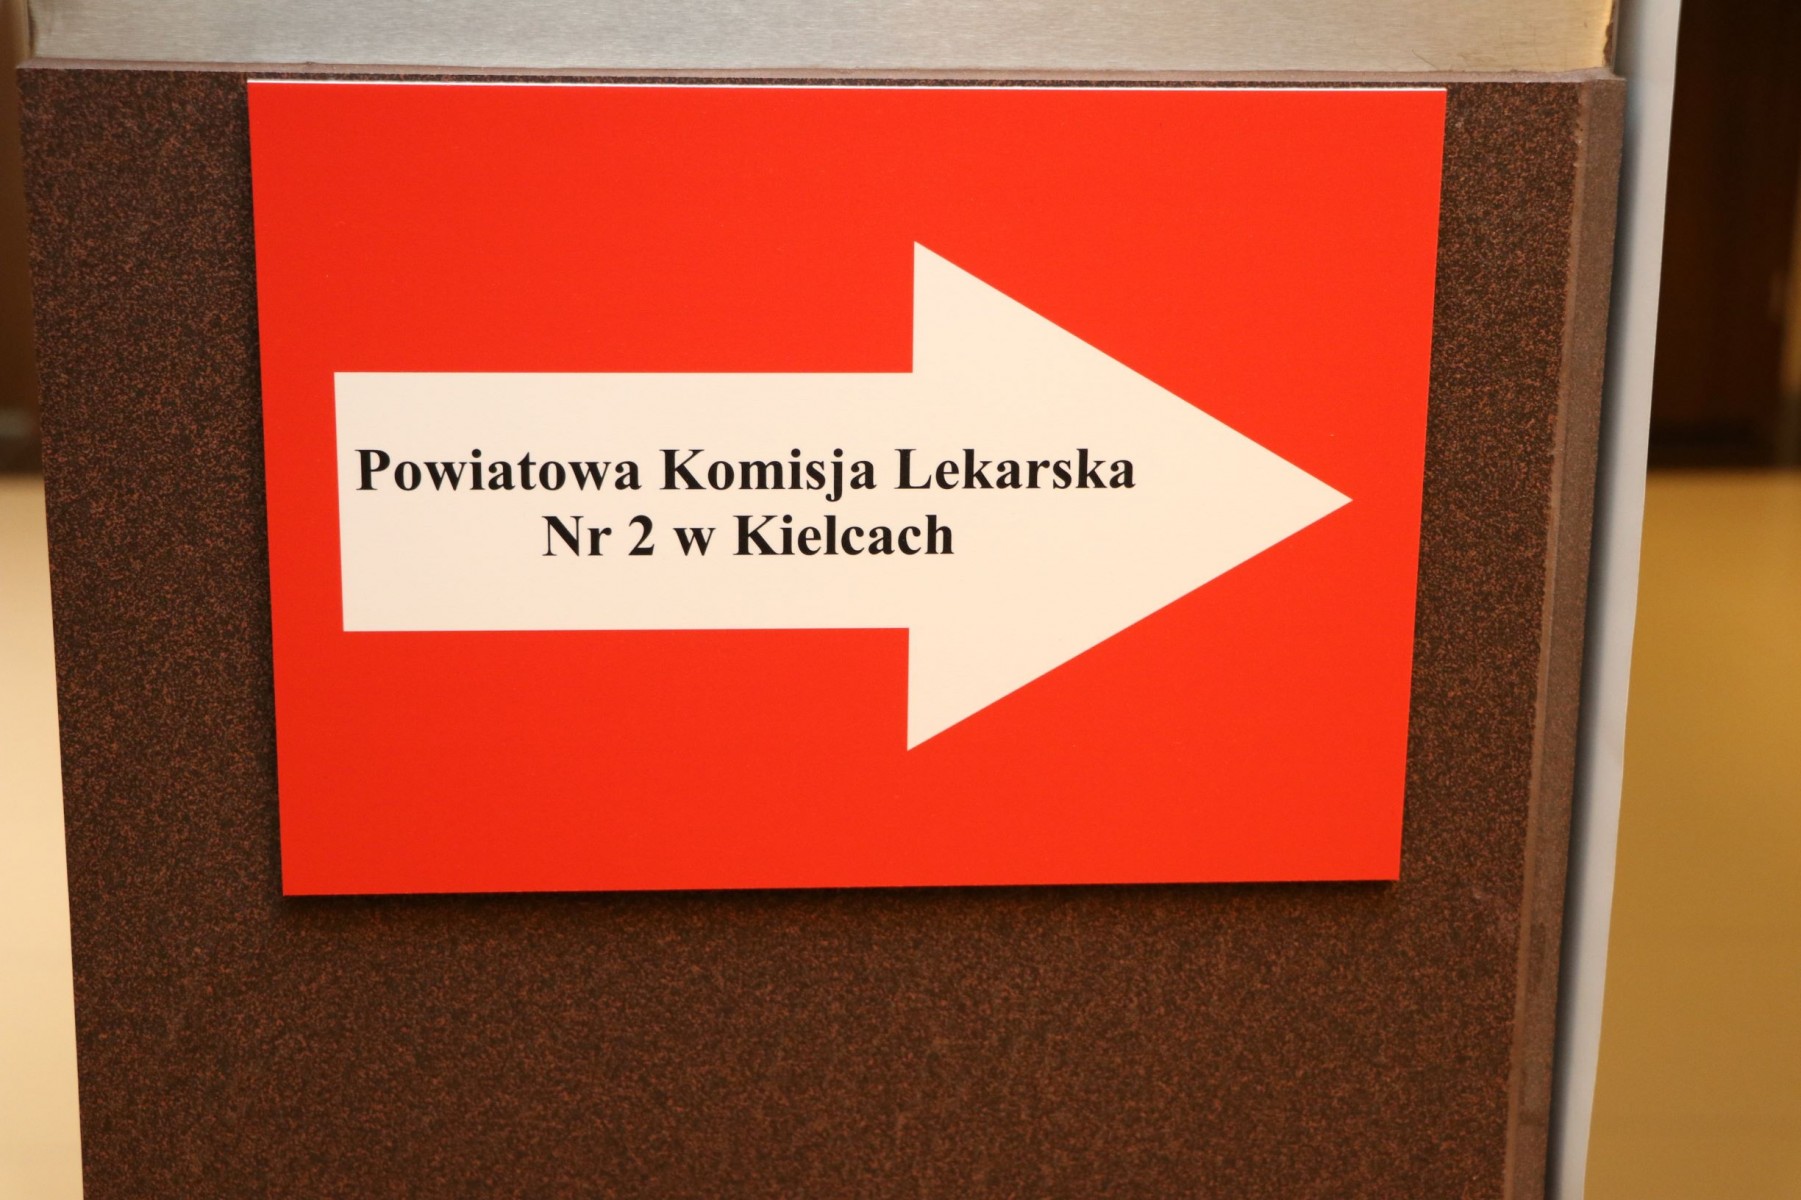 Powiatowa Komisja Lekarska
Nr 2 w Kielcach